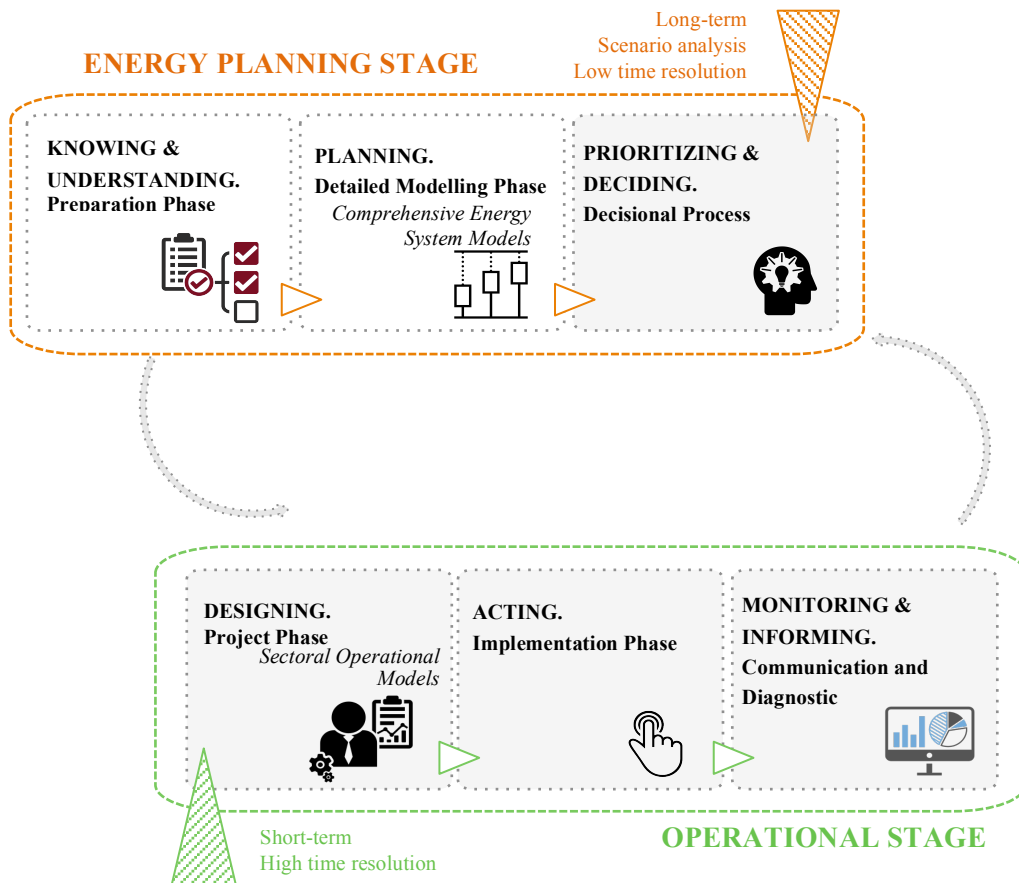 Long-term
Scenario analysis
Low time resolution
ENERGY PLANNING STAGE
KNOWING &
UNDERSTANDING.
Preparation Phase
PLANNING.
Detailed Modelling Phase
Comprehensive Energy
System Models
PRIORITIZING &
DECIDING.
Decisional Process
DESIGNING.
Project Phase
Sectoral Operational
Models
ACTING.
Implementation Phase
MONITORING &
INFORMING.
Communication and
Diagnostic
Short-term
High time resolution
OPERATIONAL STAGE